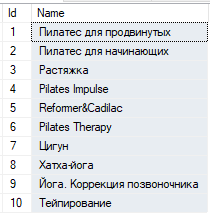 Id Name
1 Пилатес для продвинутых
2 Пилатес для начинающих
3 Растяжка
4 Pilates Impulse
5 Reformer&Cadilac
6 Pilates Therapy
7 Цигун
8 Хатха-йога
9 Йога. Коррекция позвоночника
10 Тейпирование